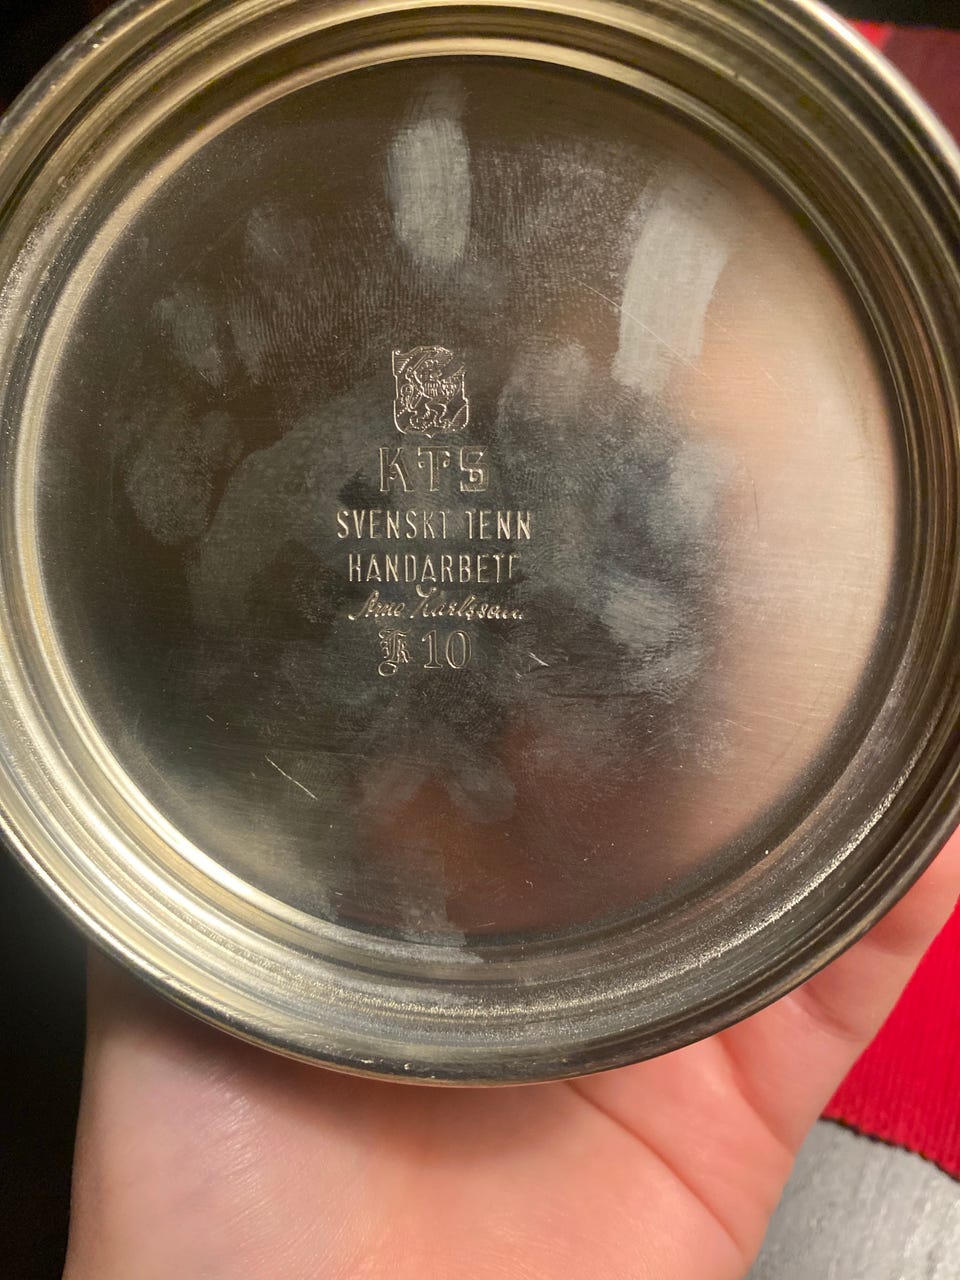 KTS
SVENSKT TENN
HANDARBETE
Arne Karlsson
K 10